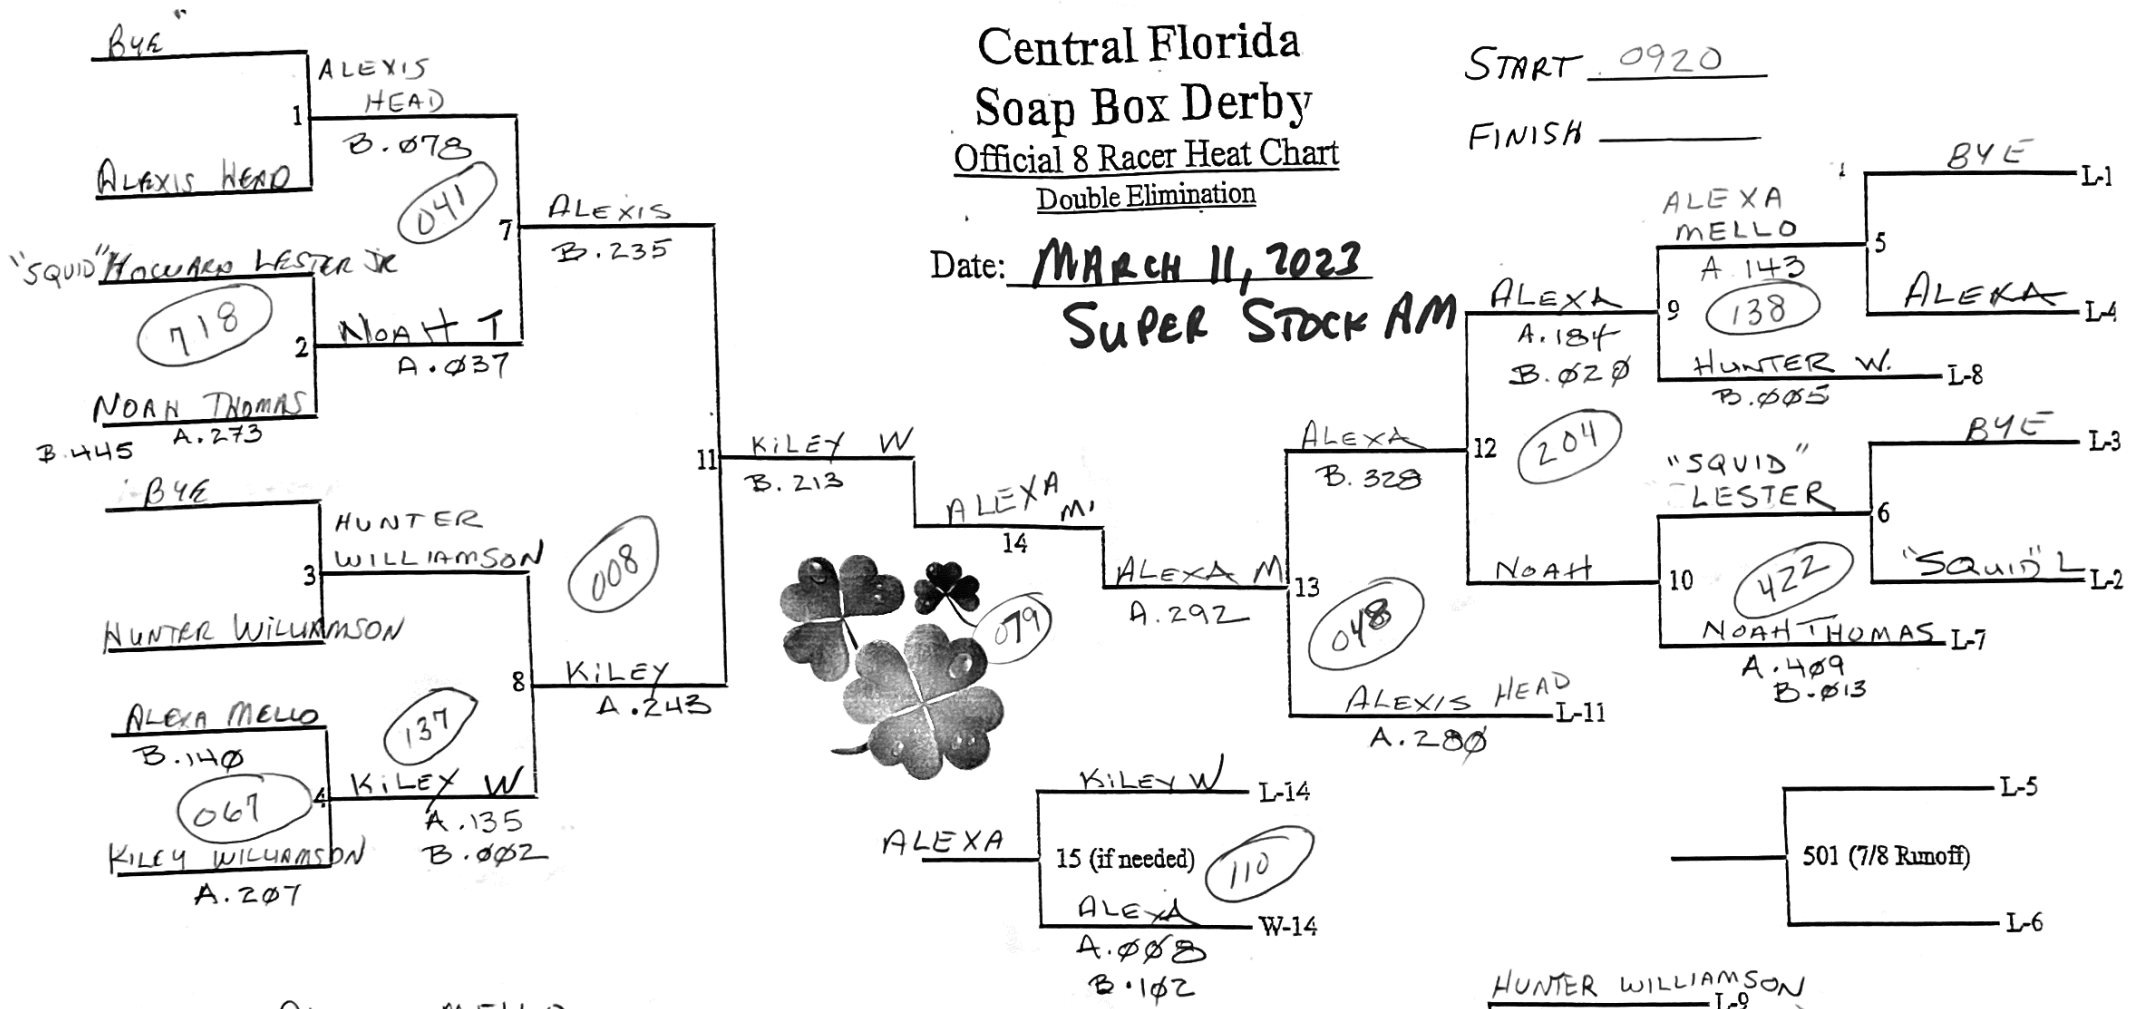 BYE "
ALEXIS
HEAD
1
B.078
ALEXIS HEAD
041
7
ALEXIS
B.235
"SQUID" HOWARD LESTER JR
718
2
NOAH T
A.037
NOAH THOMAS
B.445
A.273
BYE
HUNTER
WILLIAMSON
3
HUNTER WILLIAMSON
008
8
KILEY
A.243
ALEXA MELLO
B.140
137
067
4
KILEY W
A.135
B.002
KILEY WILLIAMSON
A.207
11
KILEY W
B.213
ALEXA
M.
14
Central Florida
Soap Box Derby
Official 8 Racer Heat Chart
Double Elimination
Date: MARCH 11, 2023
SUPER STOCK AM
START 0920
FINISH
BYE
L-1
ALEXA
MELLO
5
A 143
138
ALEXA
L-4
ALEXA
9
A.184
B.020
HUNTER W.
L-8
B.005
BYE
L-3
ALEXA
12
B.328
204
"SQUID"
LESTER
6
422
"SQUID" L
L-2
NOAH
10
NOAH THOMAS
L-7
A.409
B.013
ALEXA M
13
A.292
079
048
ALEXIS HEAD
L-11
A.280
KILEY W
L-14
ALEXA
15 (if needed)
110
ALEXA
W-14
A.008
B.102
L-5
501 (7/8 Runoff)
L-6
HUNTER WILLIAMSON
L-9
MELLO